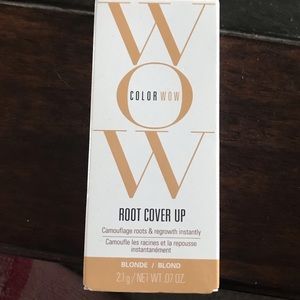 WOW
COLOR WOW
ROOT COVER UP
Camouflage roots & regrowth instantly
Camoufle les racines et la repousse
instantanément
BLONDE / BLOND
2.1 g / NET WT .07 OZ.